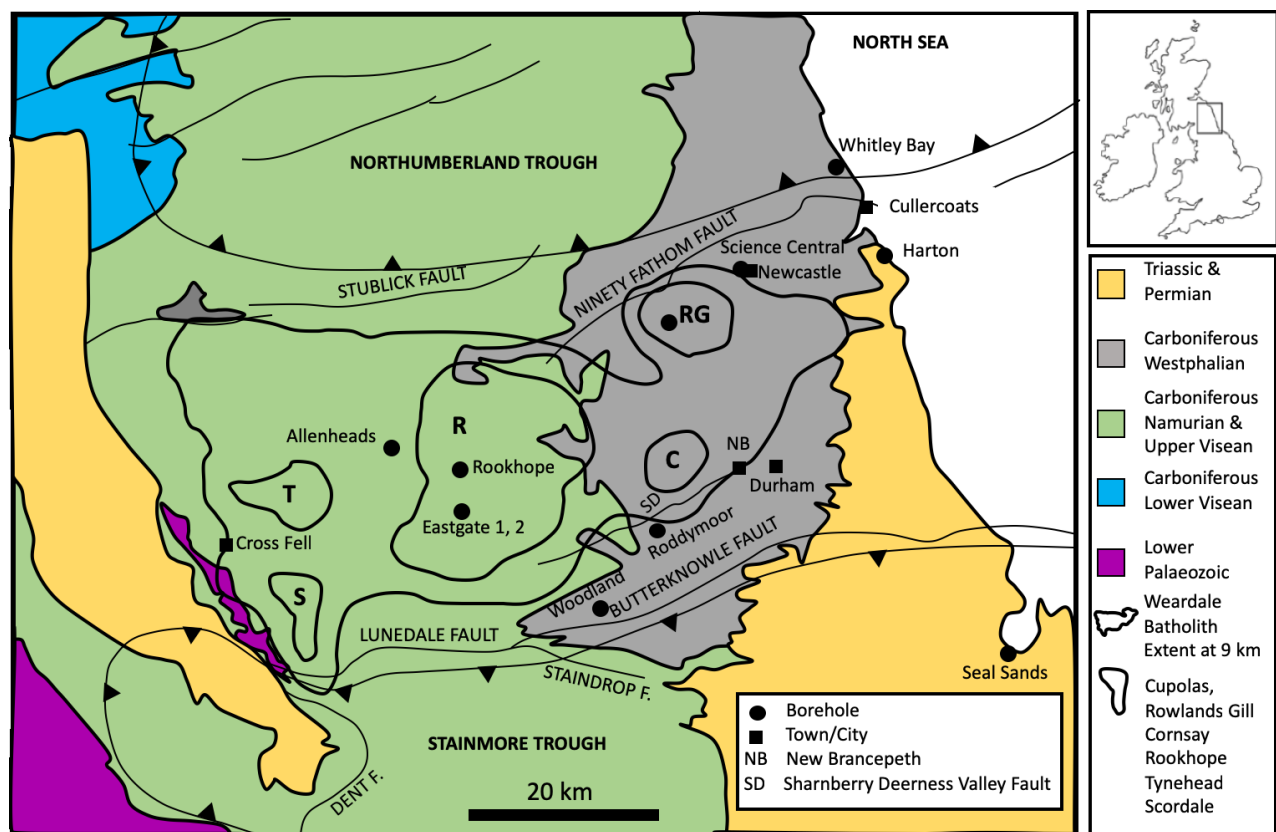 NORTH SEA
Whitley Bay
NORTHUMBERLAND TROUGH
Cullercoats
NINETY FATHOM FAULT
Science Central
Newcastle
Harton
STUBLICK FAULT
RG
R
Allenheads
Rookhope
C
NB
Durham
T
SD
Eastgate 1, 2
Roddymoor
Cross Fell
S
Woodland
BUTTERKNOWLE FAULT
LUNEDALE FAULT
STAINDROP F.
Seal Sands
STAINMORE TROUGH
DENT F.
20 km
Borehole
Town/City
NB New Brancepeth
SD Sharnberry Deerness Valley Fault
Triassic &
Permian
Carboniferous
Westphalian
Carboniferous
Namurian &
Upper Visean
Carboniferous
Lower Visean
Lower
Palaeozoic
Weardale
Batholith
Extent at 9 km
Cupolas,
Rowlands Gill
Cornsay
Rookhope
Tynehead
Scordale